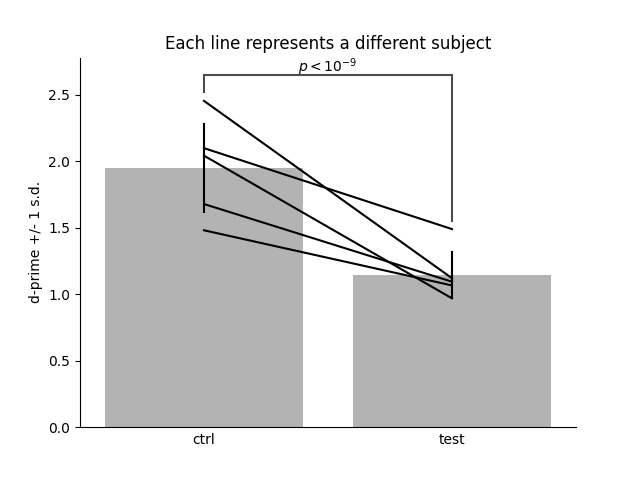 Each line represents a different subject
p < 10⁻⁹
2.5
2.0
1.5
1.0
0.5
0.0
d-prime +/- 1 s.d.
ctrl
test